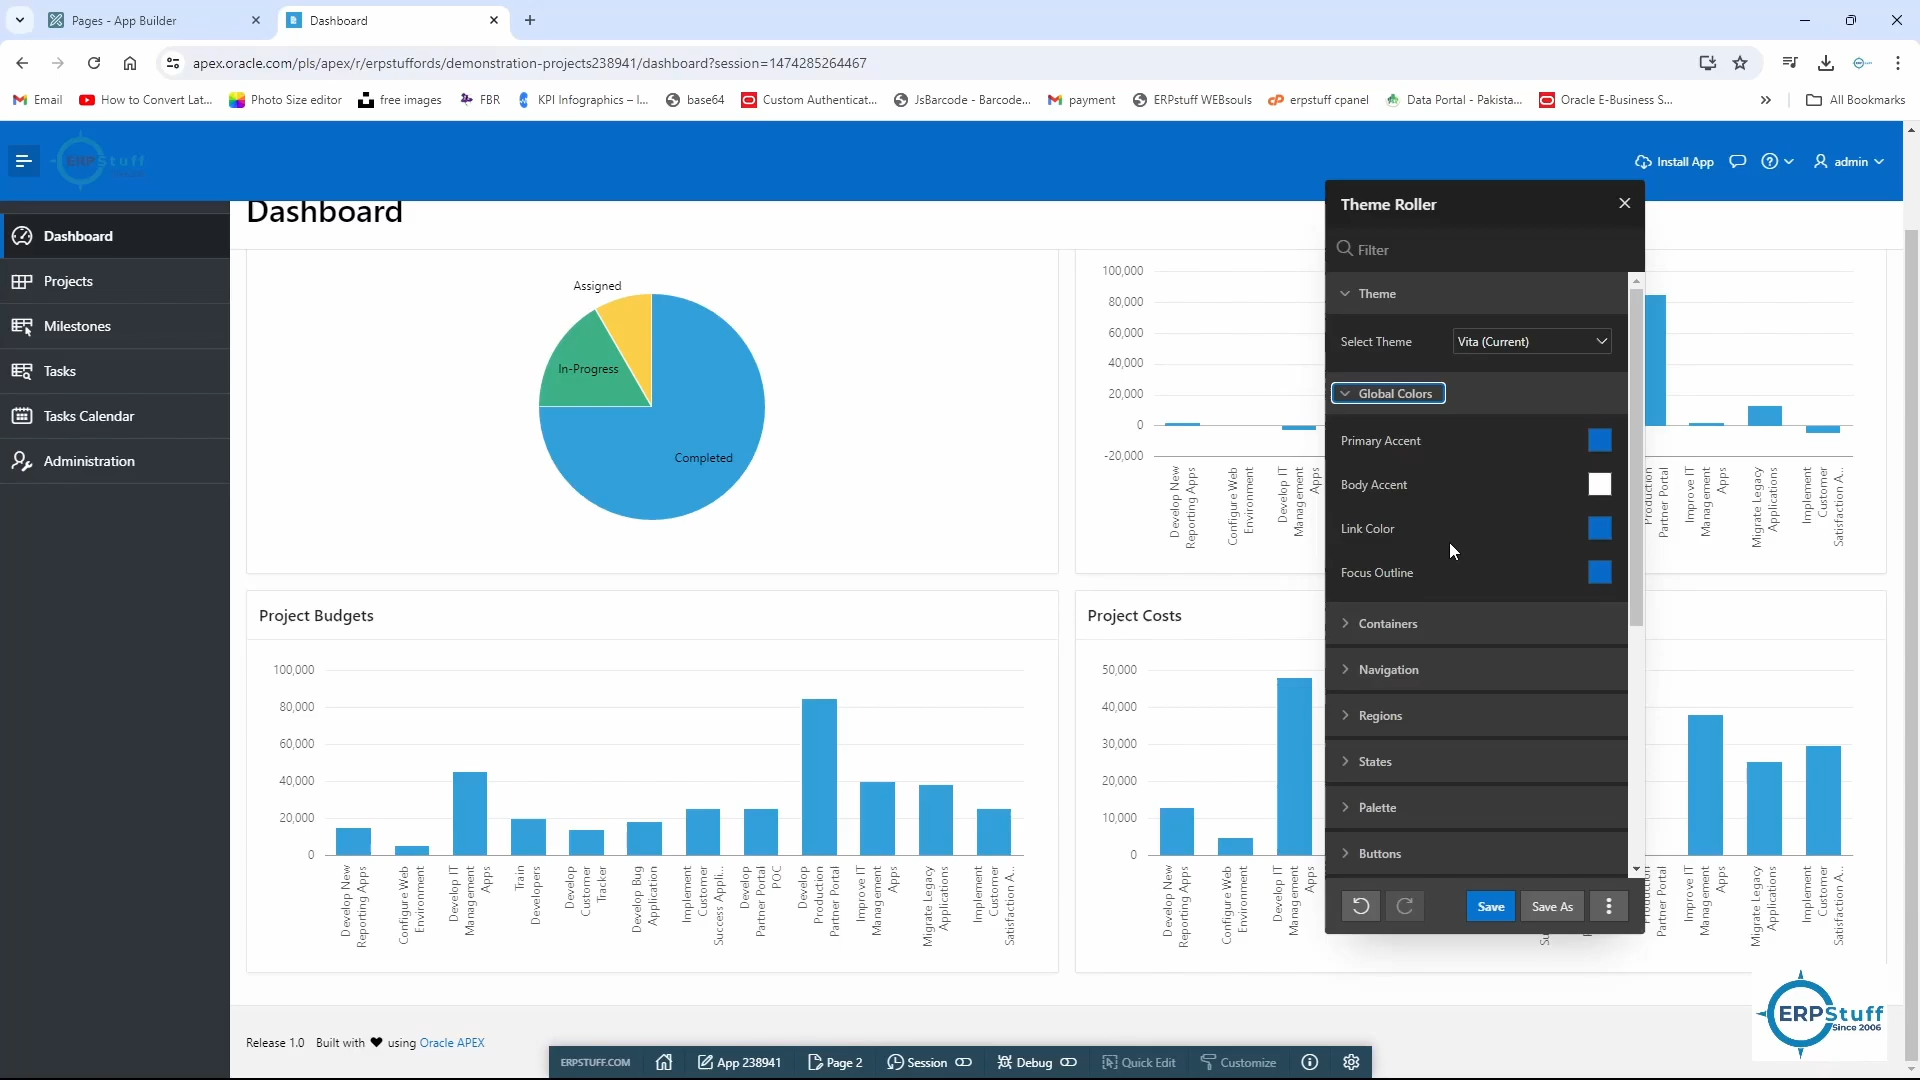 Pages - App Builder
Dashboard
apex.oracle.com/pls/apex/r/erpstuffords/demonstration-projects238941/dashboard?session=1474285264467
Email
How to Convert Lat...
Photo Size editor
free images
FBR
KPI Infographics – I...
base64
Custom Authenticat...
JsBarcode - Barcode...
payment
ERPstuff WEBsouls
erpstuff cpanel
Data Portal - Pakista...
Oracle E-Business S...
All Bookmarks
ERPStuff
Install App
admin
Dashboard
Projects
Milestones
Tasks
Tasks Calendar
Administration
Dashboard
Assigned
In-Progress
Completed
100,000
80,000
60,000
40,000
20,000
0
-20,000
Develop New
Reporting Apps
Configure Web
Environment
Develop IT
Management
Apps
Production
Partner Portal
Improve IT
Management
Apps
Migrate Legacy
Applications
Implement
Customer
Satisfaction A...
Project Budgets
100,000
80,000
60,000
40,000
20,000
0
Develop New
Reporting Apps
Configure Web
Environment
Develop IT
Management
Apps
Train
Developers
Develop
Customer
Tracker
Develop Bug
Application
Implement
Customer
Success Appli...
Develop
Partner Portal
POC
Develop
Production
Partner Portal
Improve IT
Management
Apps
Migrate Legacy
Applications
Implement
Customer
Satisfaction A...
Project Costs
50,000
40,000
30,000
20,000
10,000
0
Develop New
Reporting Apps
Configure Web
Environment
Develop IT
Management
Apps
Production
Partner Portal
Improve IT
Management
Apps
Migrate Legacy
Applications
Implement
Customer
Satisfaction A...
Theme Roller
Filter
Theme
Select Theme
Vita (Current)
Global Colors
Primary Accent
Body Accent
Link Color
Focus Outline
Containers
Navigation
Regions
States
Palette
Buttons
Save
Save As
Release 1.0 Built with ❤ using Oracle APEX
ERPSTUFF.COM
App 238941
Page 2
Session
Debug
Quick Edit
Customize
ERPStuff
Since 2006